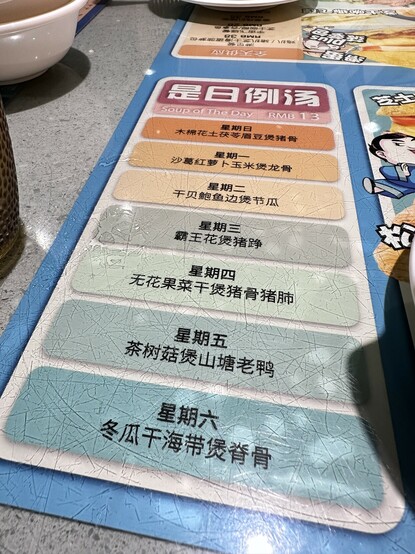 是日例汤
Soup of The Day RMB 13
星期日
木棉花土茯苓眉豆煲猪骨
星期一
沙葛红萝卜玉米煲龙骨
星期二
干贝鲍鱼边煲节瓜
星期三
霸王花煲猪踭
星期四
无花果菜干煲猪骨猪肺
星期五
茶树菇煲山塘老鸭
星期六
冬瓜干海带煲脊骨